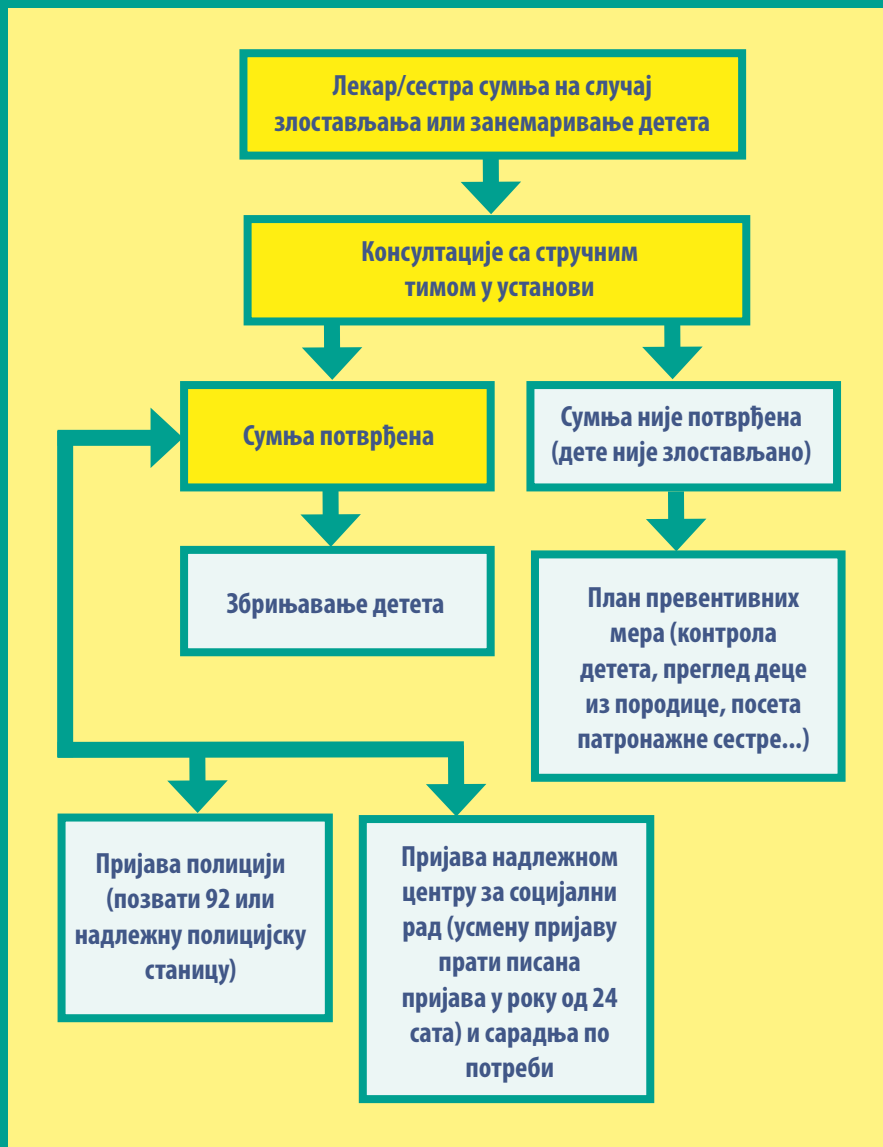 Лекар/сестра сумња на случај
злостављања или занемаривање детета
Консултације са стручним
тимом у установи
Сумња потврђена
Сумња није потврђена
(дете није злостављано)
Збрињавање детета
План превентивних
мера (контрола
детета, преглед деце
из породице, посета
патронажне сестре...)
Пријава полицији
(позвати 92 или
надлежну полицијску
станицу)
Пријава надлежном
центру за социјални
рад (усмену пријаву
прати писана
пријава у року од 24
сата) и сарадња по
потреби